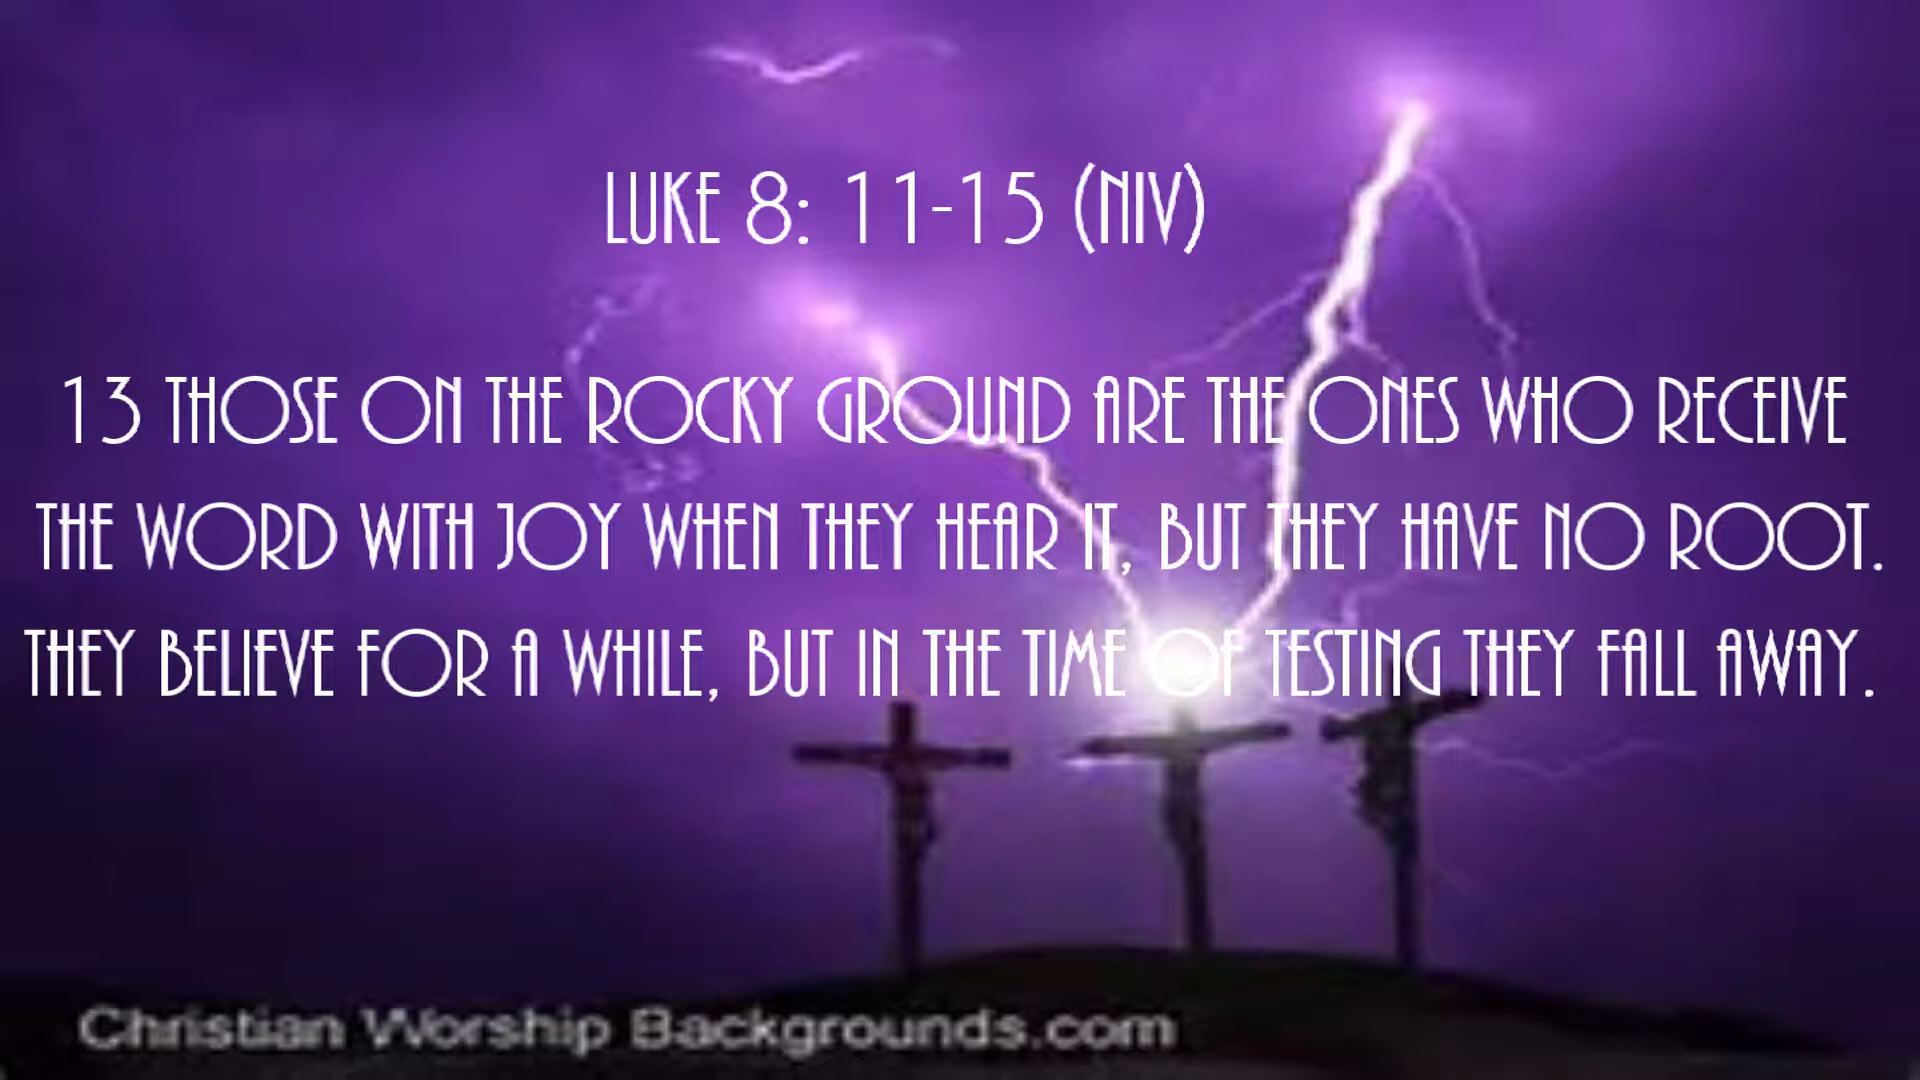 LUKE 8: 11-15 (NIV)
13 THOSE ON THE ROCKY GROUND ARE THE ONES WHO RECEIVE
THE WORD WITH JOY WHEN THEY HEAR IT, BUT THEY HAVE NO ROOT.
THEY BELIEVE FOR A WHILE, BUT IN THE TIME OF TESTING THEY FALL AWAY.
Christian Worship Backgrounds.com